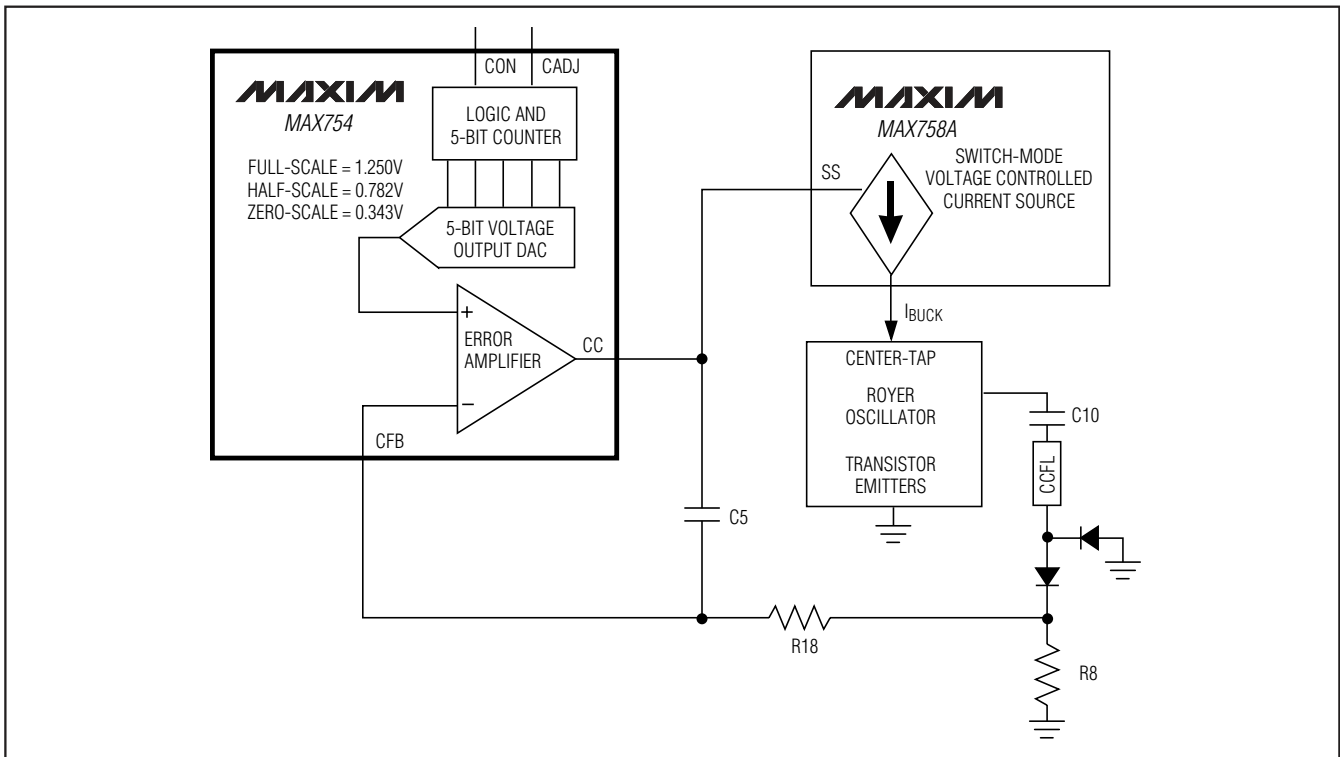 CON
CADJ
MAXIM
MAX754
LOGIC AND
5-BIT COUNTER
FULL-SCALE = 1.250V
HALF-SCALE = 0.782V
ZERO-SCALE = 0.343V
5-BIT VOLTAGE
OUTPUT DAC
+
ERROR
AMPLIFIER
−
CC
CFB
MAXIM
MAX758A
SS
SWITCH-MODE
VOLTAGE CONTROLLED
CURRENT SOURCE
IBUCK
CENTER-TAP
ROYER
OSCILLATOR
TRANSISTOR
EMITTERS
C10
CCFL
C5
R18
R8